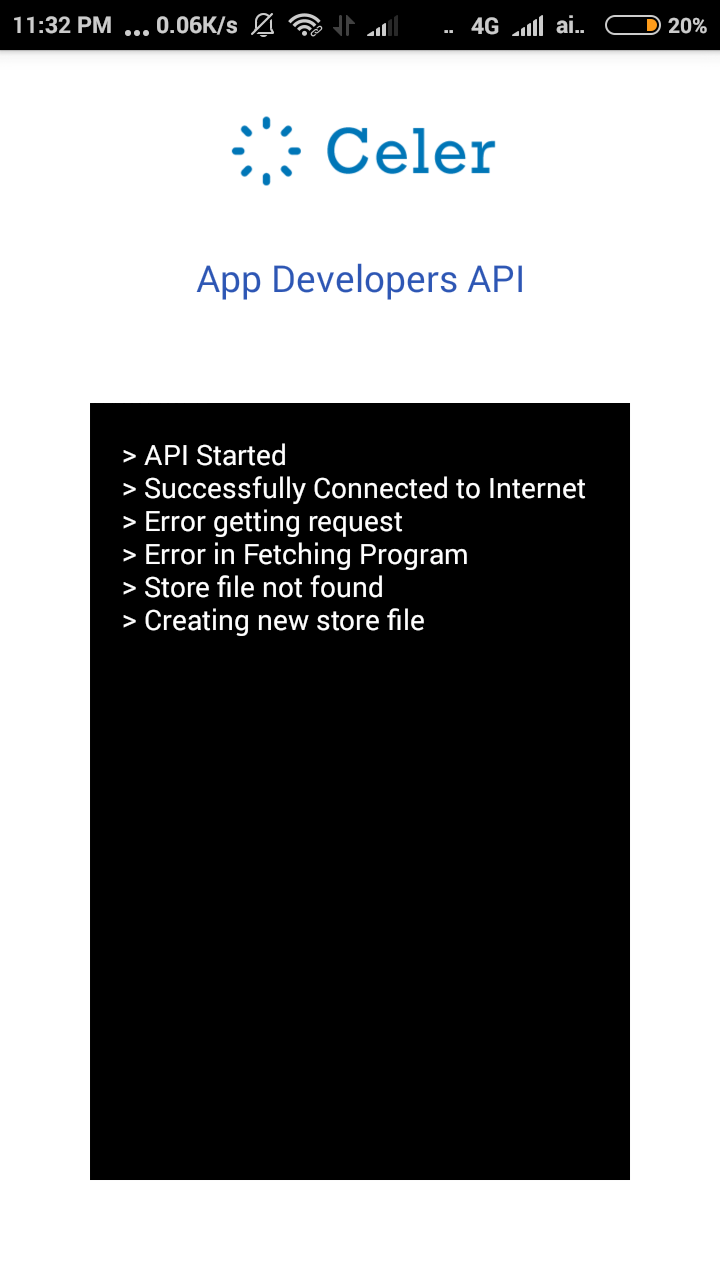 11:32 PM ... 0.06K/s .. 4G ai.. 20%
Celer
App Developers API
> API Started
> Successfully Connected to Internet
> Error getting request
> Error in Fetching Program
> Store file not found
> Creating new store file